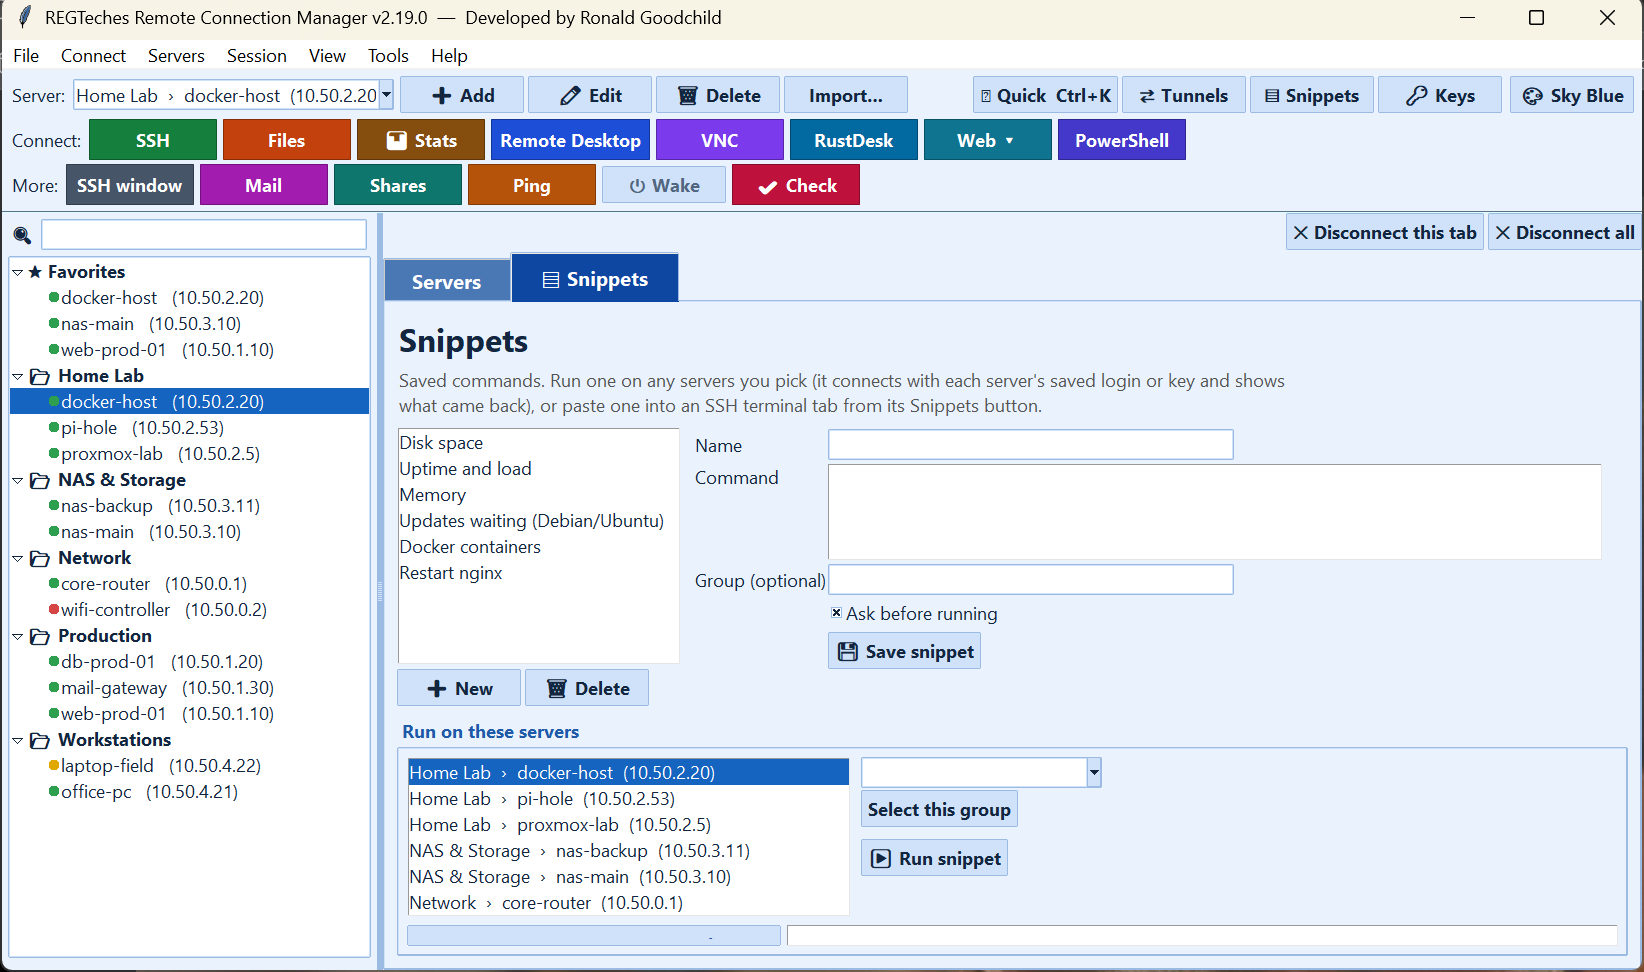 REGTeches Remote Connection Manager v2.19.0 — Developed by Ronald Goodchild
File Connect Servers Session View Tools Help
Server: Home Lab › docker-host (10.50.2.20 Add Edit Delete Import... Quick Ctrl+K Tunnels Snippets Keys Sky Blue
Connect: SSH Files Stats Remote Desktop VNC RustDesk Web PowerShell
More: SSH window Mail Shares Ping Wake Check
Disconnect this tab Disconnect all
Favorites
docker-host (10.50.2.20)
nas-main (10.50.3.10)
web-prod-01 (10.50.1.10)
Home Lab
docker-host (10.50.2.20)
pi-hole (10.50.2.53)
proxmox-lab (10.50.2.5)
NAS & Storage
nas-backup (10.50.3.11)
nas-main (10.50.3.10)
Network
core-router (10.50.0.1)
wifi-controller (10.50.0.2)
Production
db-prod-01 (10.50.1.20)
mail-gateway (10.50.1.30)
web-prod-01 (10.50.1.10)
Workstations
laptop-field (10.50.4.22)
office-pc (10.50.4.21)
Servers Snippets
Snippets
Saved commands. Run one on any servers you pick (it connects with each server's saved login or key and shows
what came back), or paste one into an SSH terminal tab from its Snippets button.
Disk space
Uptime and load
Memory
Updates waiting (Debian/Ubuntu)
Docker containers
Restart nginx
Name
Command
Group (optional)
Ask before running
Save snippet
New Delete
Run on these servers
Home Lab › docker-host (10.50.2.20)
Home Lab › pi-hole (10.50.2.53)
Home Lab › proxmox-lab (10.50.2.5)
NAS & Storage › nas-backup (10.50.3.11)
NAS & Storage › nas-main (10.50.3.10)
Network › core-router (10.50.0.1)
Select this group
Run snippet